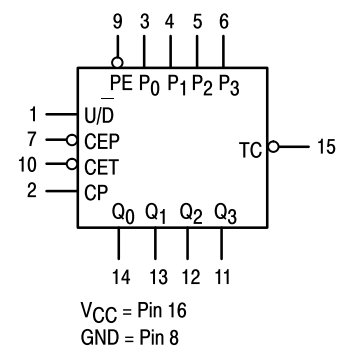 9 3 4 5 6
PE P0 P1 P2 P3
1 U/D̅
7 CEP
TC 15
10 CET
2 CP
Q0 Q1 Q2 Q3
14 13 12 11
VCC = Pin 16
GND = Pin 8